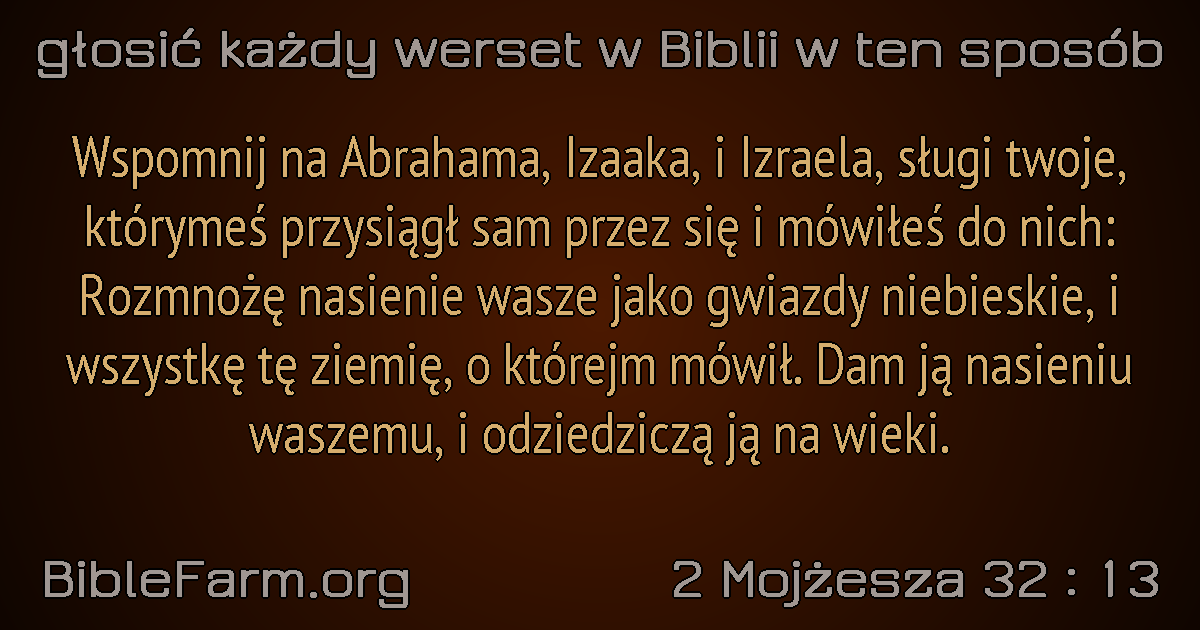 głosić każdy werset w Biblii w ten sposób
Wspomnij na Abrahama, Izaaka, i Izraela, sługi twoje,
którymeś przysiągł sam przez się i mówiłeś do nich:
Rozmnożę nasienie wasze jako gwiazdy niebieskie, i
wszystkę tę ziemię, o którejm mówił. Dam ją nasieniu
waszemu, i odziedziczą ją na wieki.
BibleFarm.org
2 Mojżesza 32 : 13